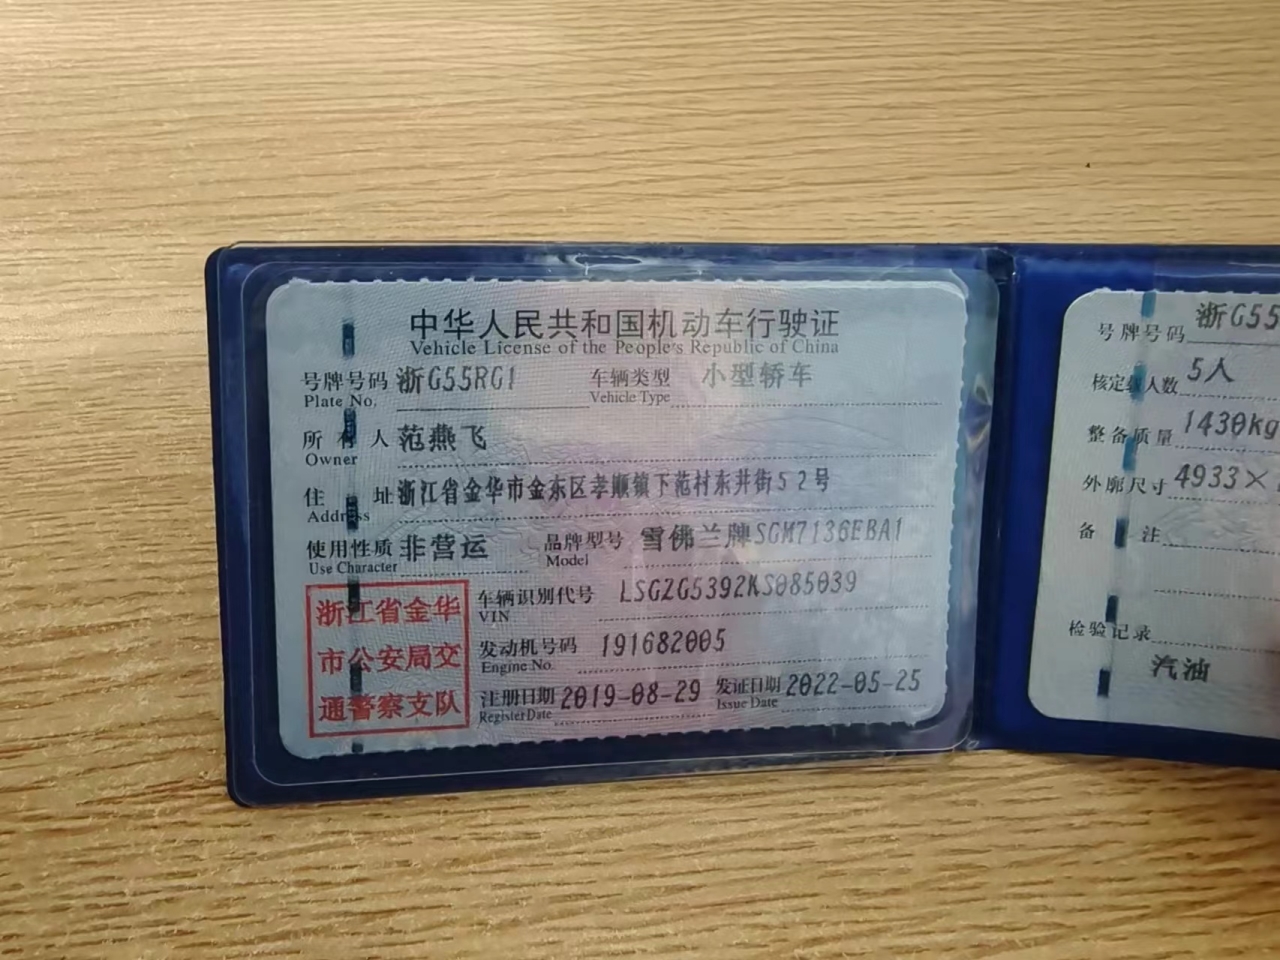 中华人民共和国机动车行驶证
Vehicle License of the People's Republic of China
号牌号码 浙G55RG1 车辆类型 小型轿车
Plate No. Vehicle Type
所有人 范燕飞
Owner
住址 浙江省金华市金东区孝顺镇下范村东井街52号
Address
使用性质 非营运 品牌型号 雪佛兰牌SGM7136EBA1
Use Character Model
车辆识别代号 LSGZG5392KS085039
VIN
发动机号码 191682005
Engine No.
注册日期 2019-08-29 发证日期 2022-05-25
Register Date Issue Date
浙江省金华
市公安局交
通警察支队
号牌号码 浙G55
核定载人数 5人
整备质量 1430kg
外廓尺寸 4933×
备注
检验记录
汽油